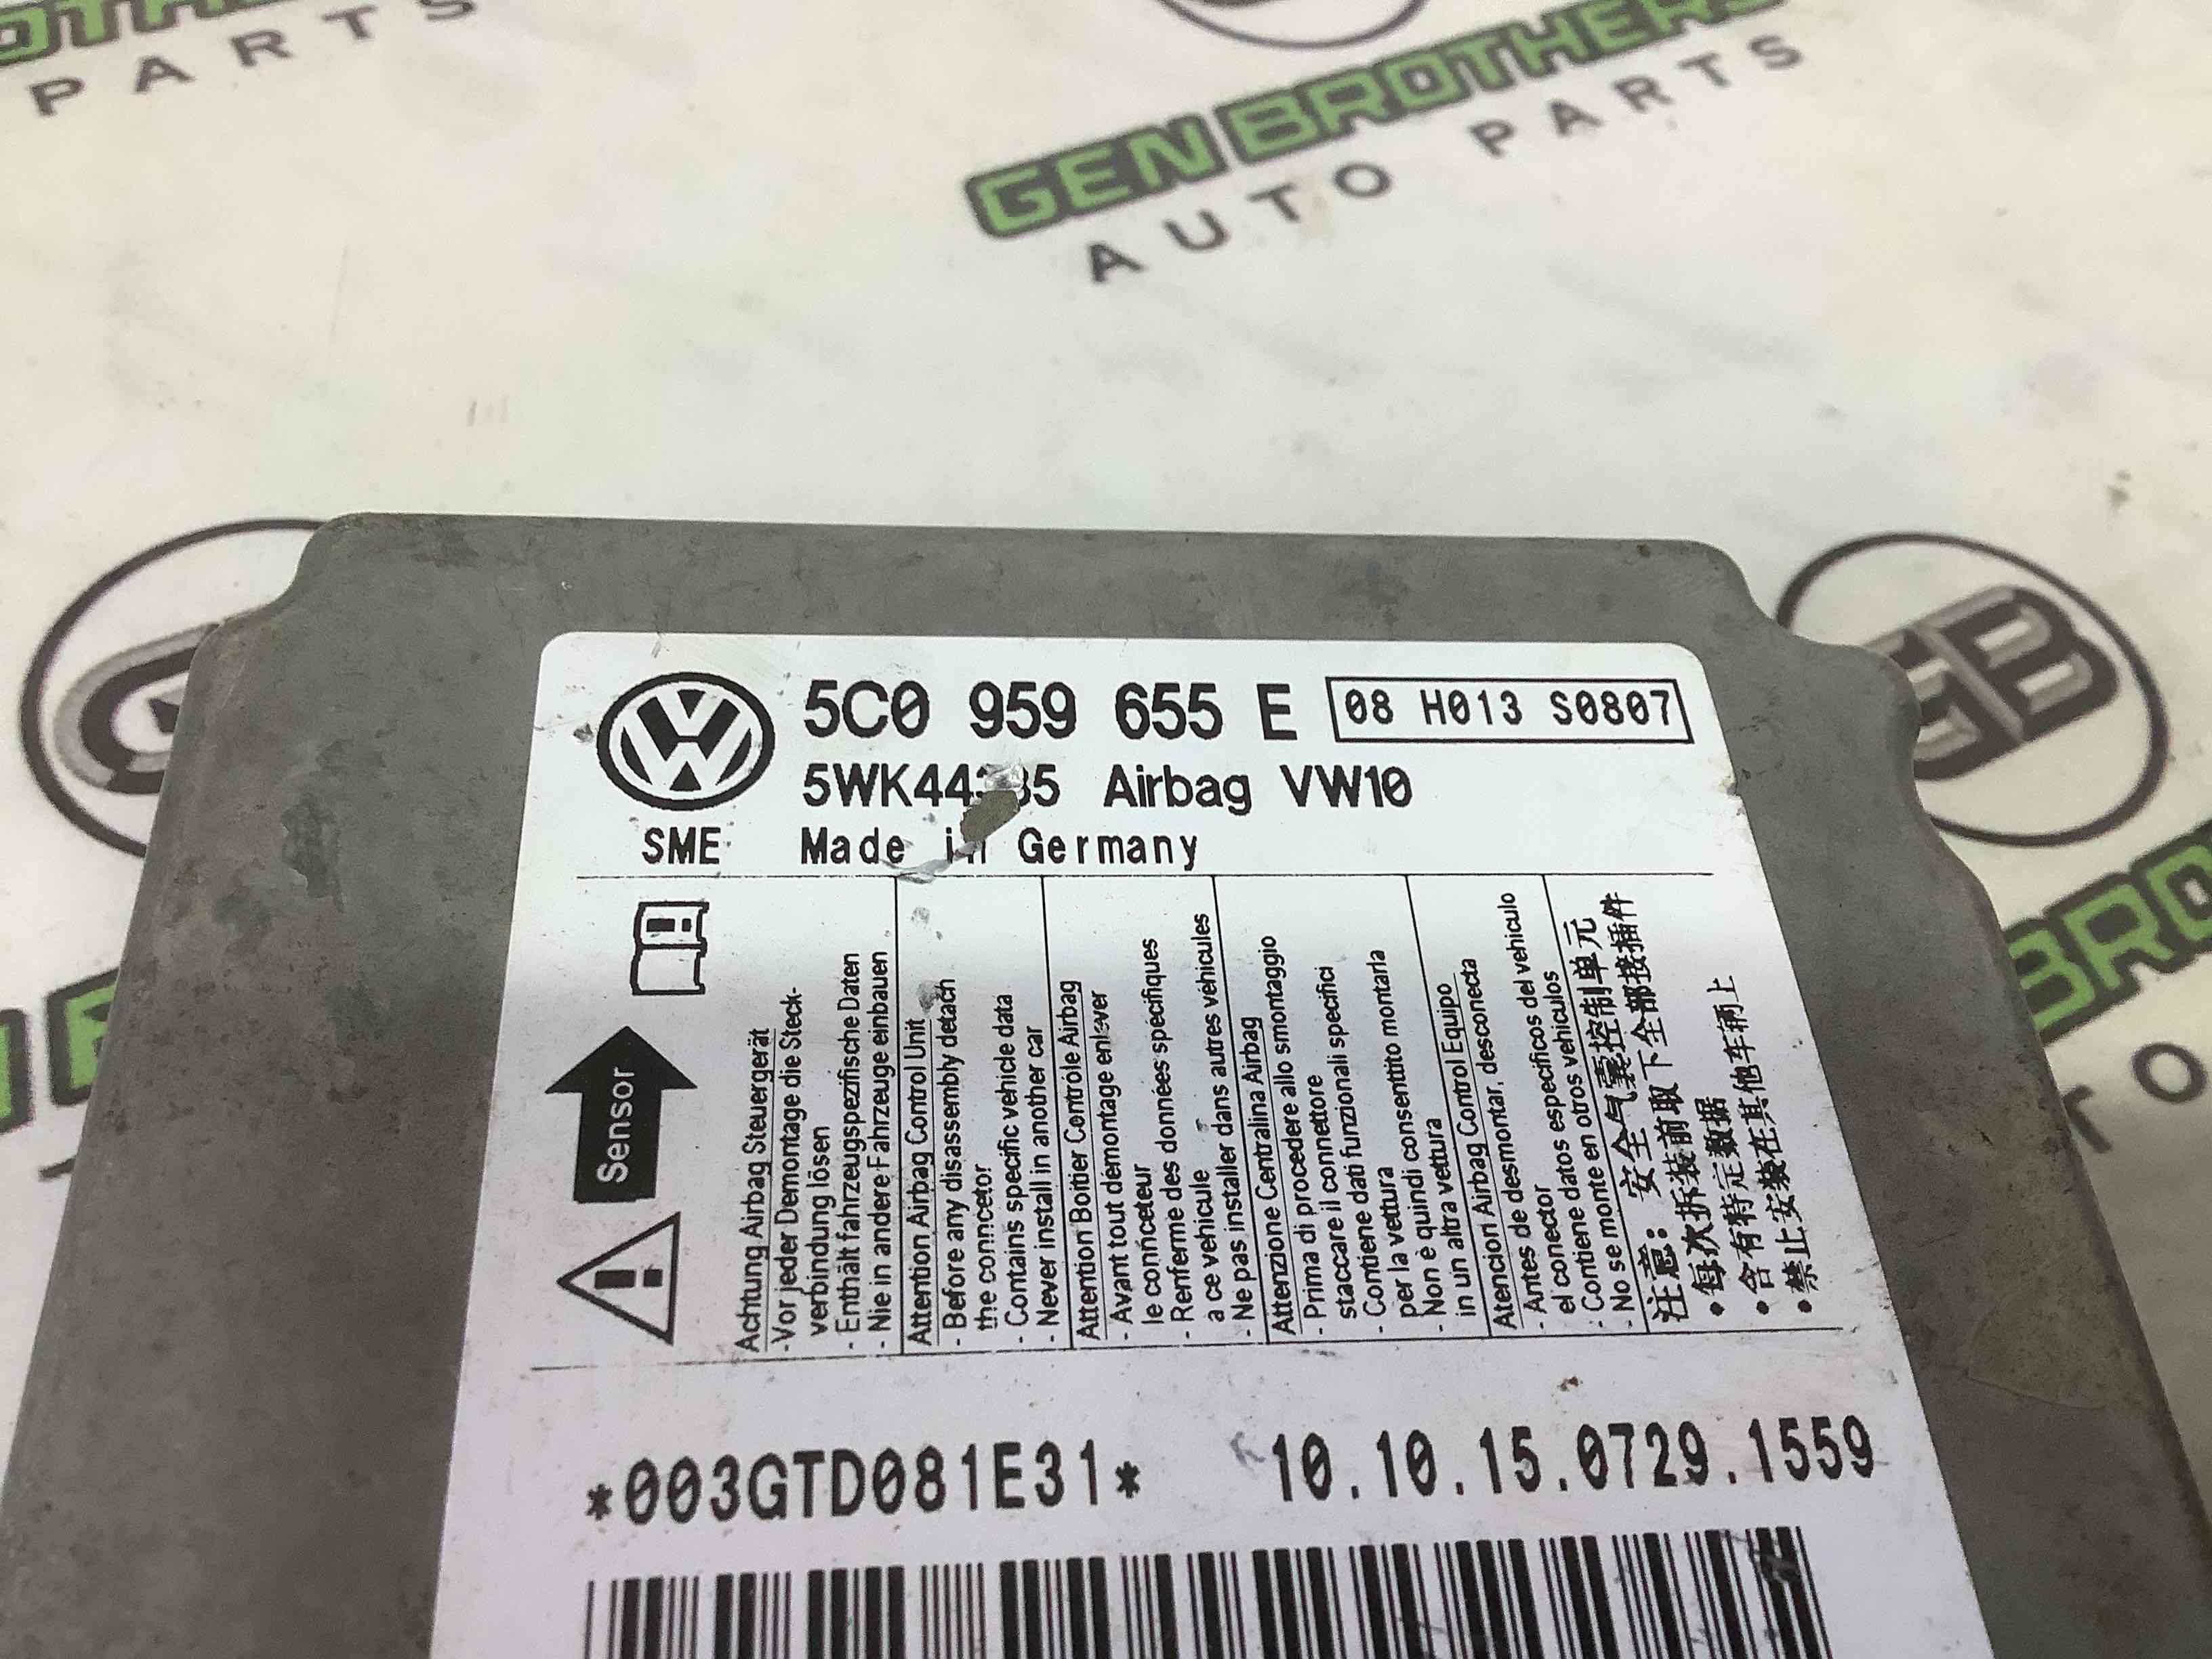 BROTHERS
PARTS
GEN BROTHERS
AUTO PARTS
5C0 959 655 E 08 H013 S0807
Airbag VW10
SME Made in Germany
Sensor
Achtung Airbag Steuergerät
- Vor jeder Demontage die Steck-
verbindung lösen
- Enthält fahrzeugspezifische Daten
- Nie in andere Fahrzeuge einbauen
Attention Airbag Control Unit
- Before any disassembly detach
the conncetor
- Contains specific vehicle data
- Never install in another car
Attention Boitier Contrôle Airbag
- Avant tout démontage enlever
le connceteur
- Renferme des données spécifiques
a ce vehicule
- Ne pas installer dans autres vehicules
Attenzione Centralina Airbag
- Prima di procedere allo smontaggio
staccare il connettore
- Contiene dati funzionali specifici
per la vettura
- Non è quindi consentito montarla
in un altra vettura
Atencion Airbag Control Equipo
- Antes de desmontar, desconecta
el conector
- Contiene datos especificos del vehiculo
- No se monte en otros vehiculos
注意: 安全气囊控制单元
• 每次拆装前取下全部接插件
• 含有特定数据
• 禁止安装在其他车辆上
*003GTD081E31* 10.10.15.0729.1559